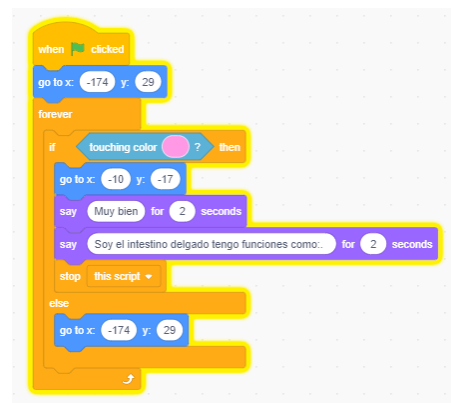 when clicked
go to x: -174 y: 29
forever
if touching color ? then
go to x: -10 y: -17
say Muy bien for 2 seconds
say Soy el intestino delgado tengo funciones como:. for 2 seconds
stop this script
else
go to x: -174 y: 29